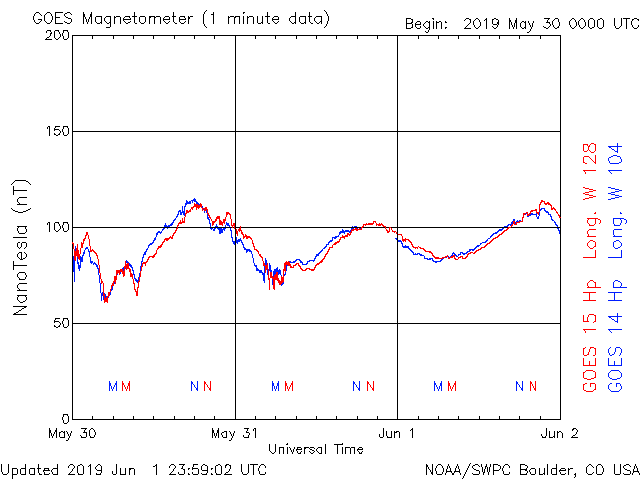 GOES Magnetometer (1 minute data)
Begin: 2019 May 30 0000 UTC
200
150
100
50
0
NanoTesla (nT)
M M N N M M N N M M N N
May 30 May 31 Jun 1 Jun 2
Universal Time
GOES 15 Hp Long. W 128
GOES 14 Hp Long. W 104
Updated 2019 Jun 1 23:59:02 UTC
NOAA/SWPC Boulder, CO USA